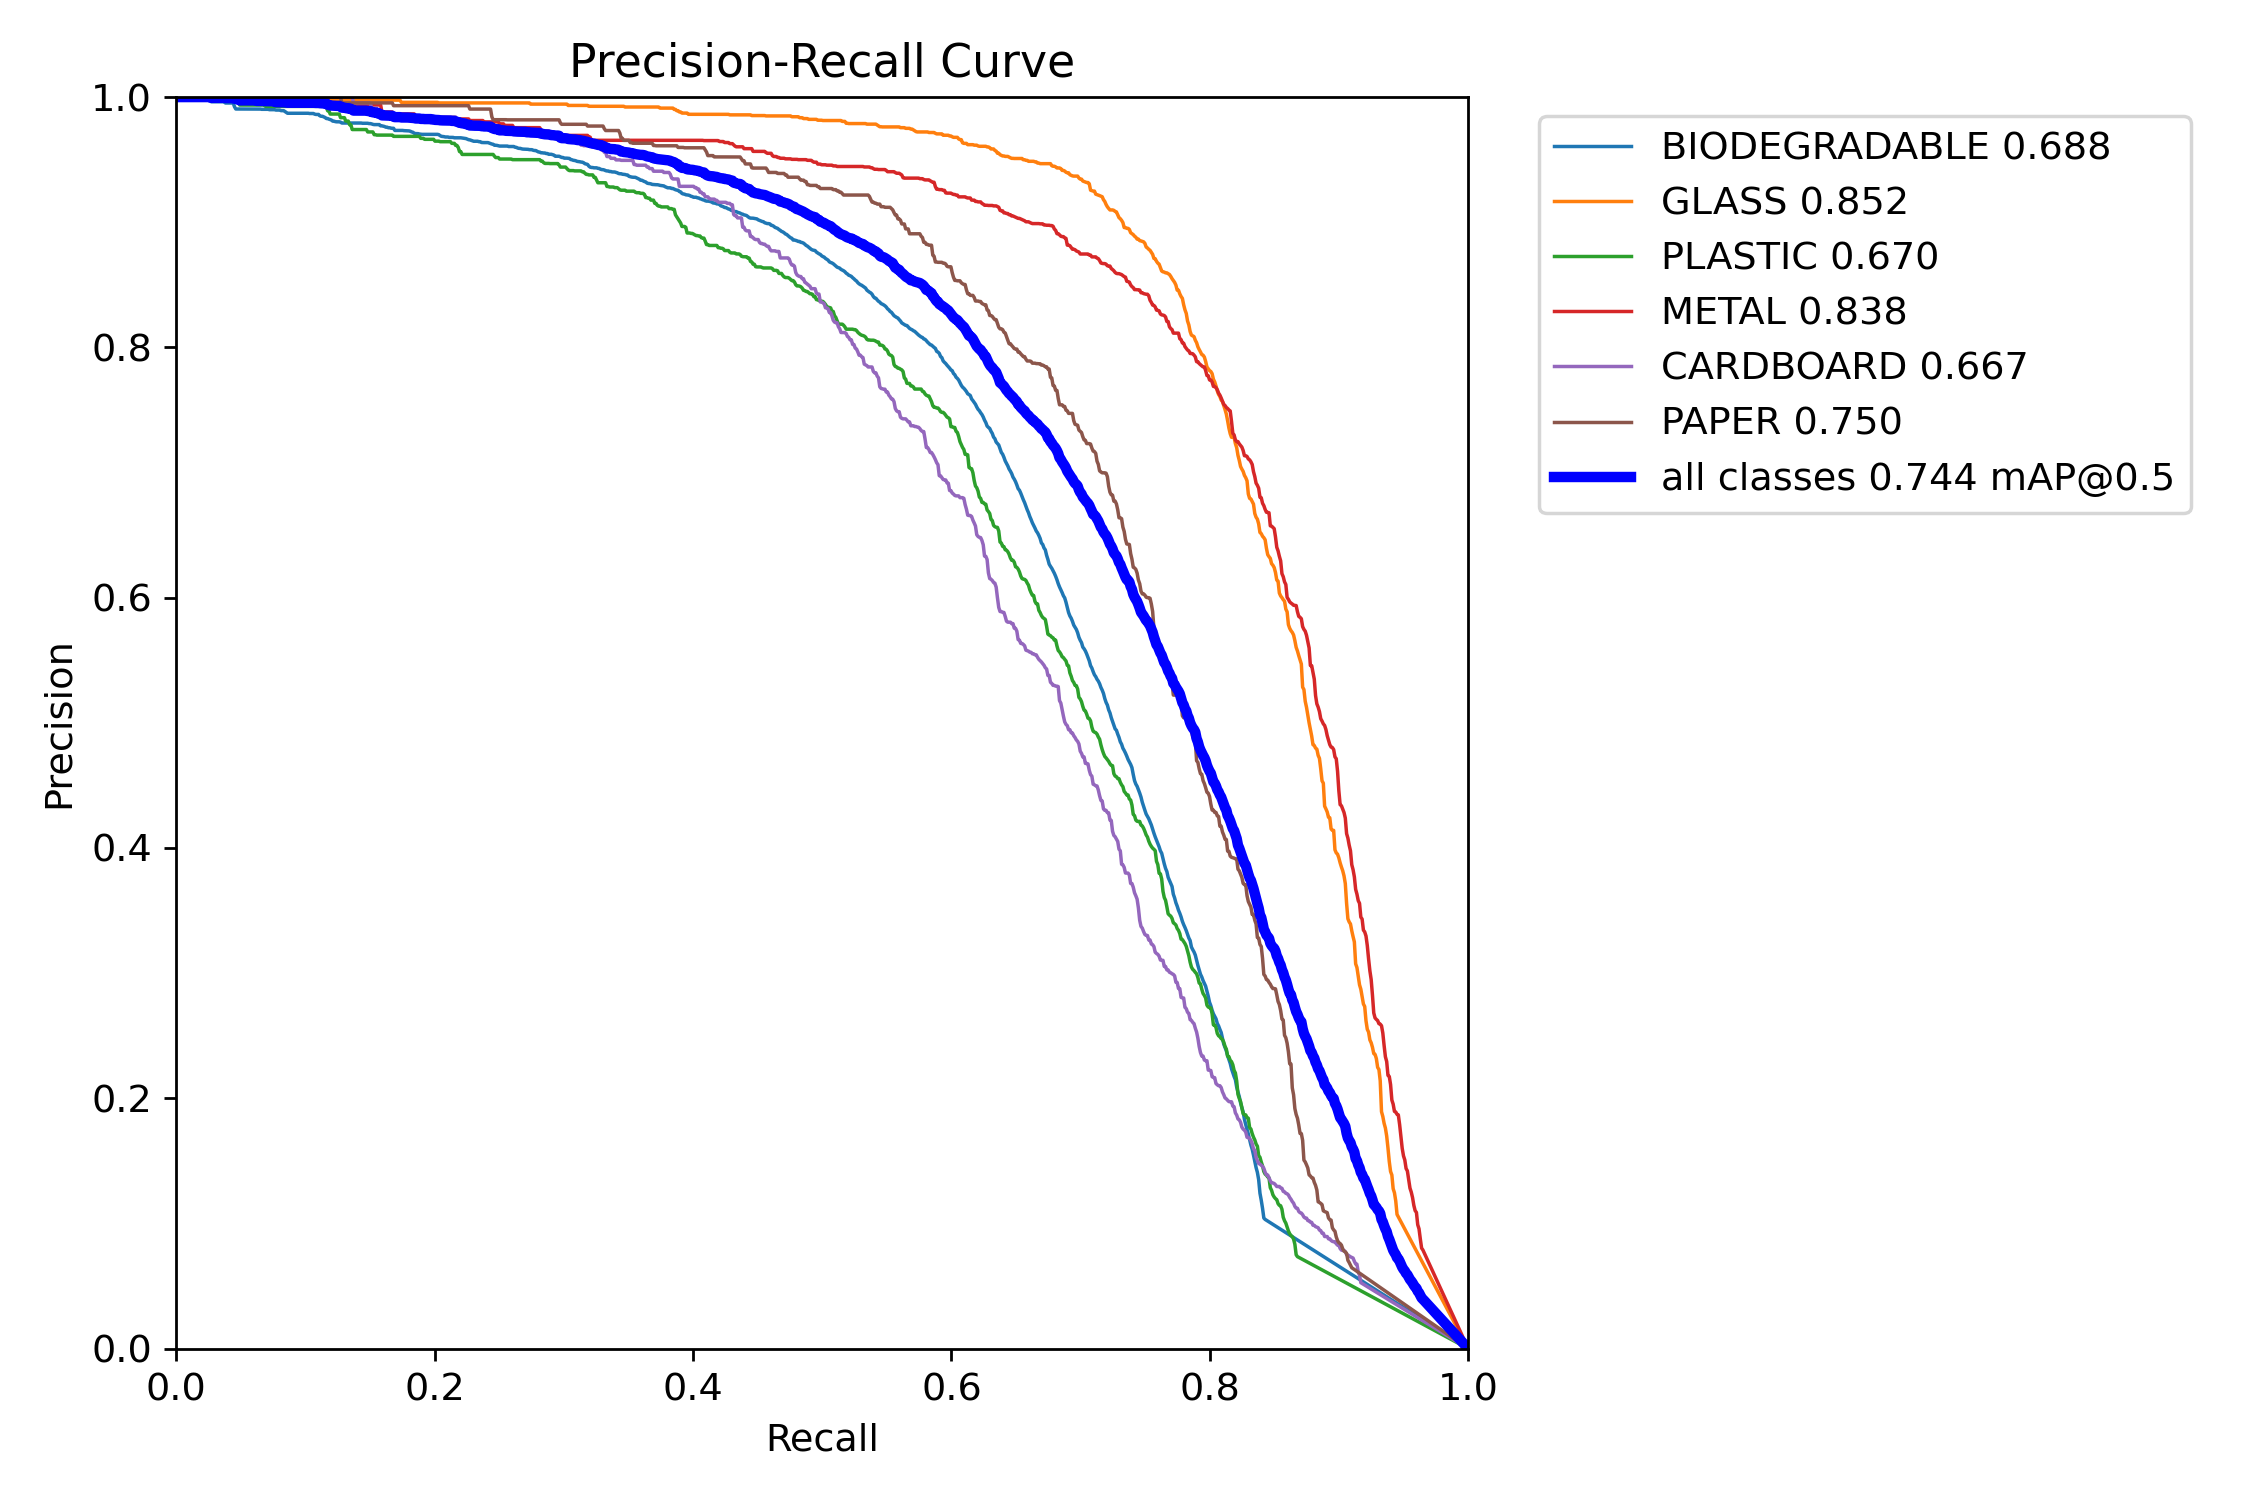 Precision-Recall Curve
1.0
0.8
0.6
0.4
0.2
0.0
Precision
0.0 0.2 0.4 0.6 0.8 1.0
Recall
BIODEGRADABLE 0.688
GLASS 0.852
PLASTIC 0.670
METAL 0.838
CARDBOARD 0.667
PAPER 0.750
all classes 0.744 mAP@0.5